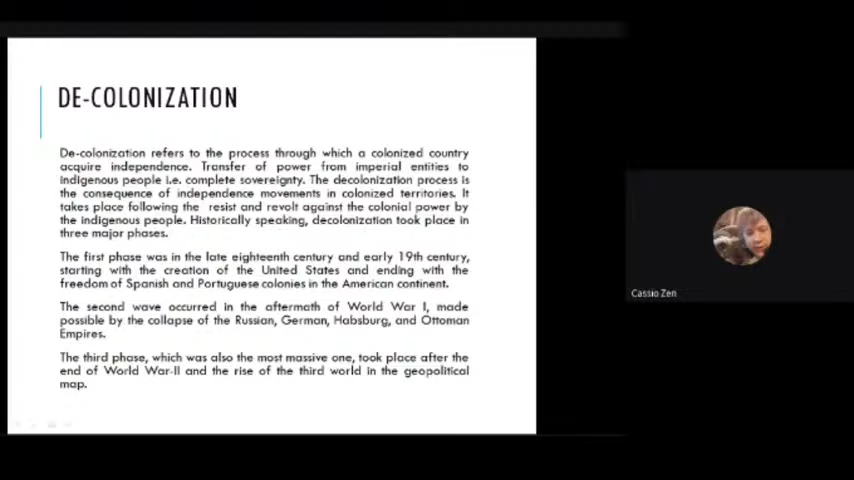 DE-COLONIZATION
De-colonization refers to the process through which a colonized country
acquire independence. Transfer of power from imperial entities to
indigenous people i.e. complete sovereignty. The decolonization process is
the consequence of independence movements in colonized territories. It
takes place following the resist and revolt against the colonial power by
the indigenous people. Historically speaking, decolonization took place in
three major phases.
The first phase was in the late eighteenth century and early 19th century,
starting with the creation of the United States and ending with the
freedom of Spanish and Portuguese colonies in the American continent.
The second wave occurred in the aftermath of World War I, made
possible by the collapse of the Russian, German, Habsburg, and Ottoman
Empires.
The third phase, which was also the most massive one, took place after the
end of World War-II and the rise of the third world in the geopolitical
map.
Cassio Zen